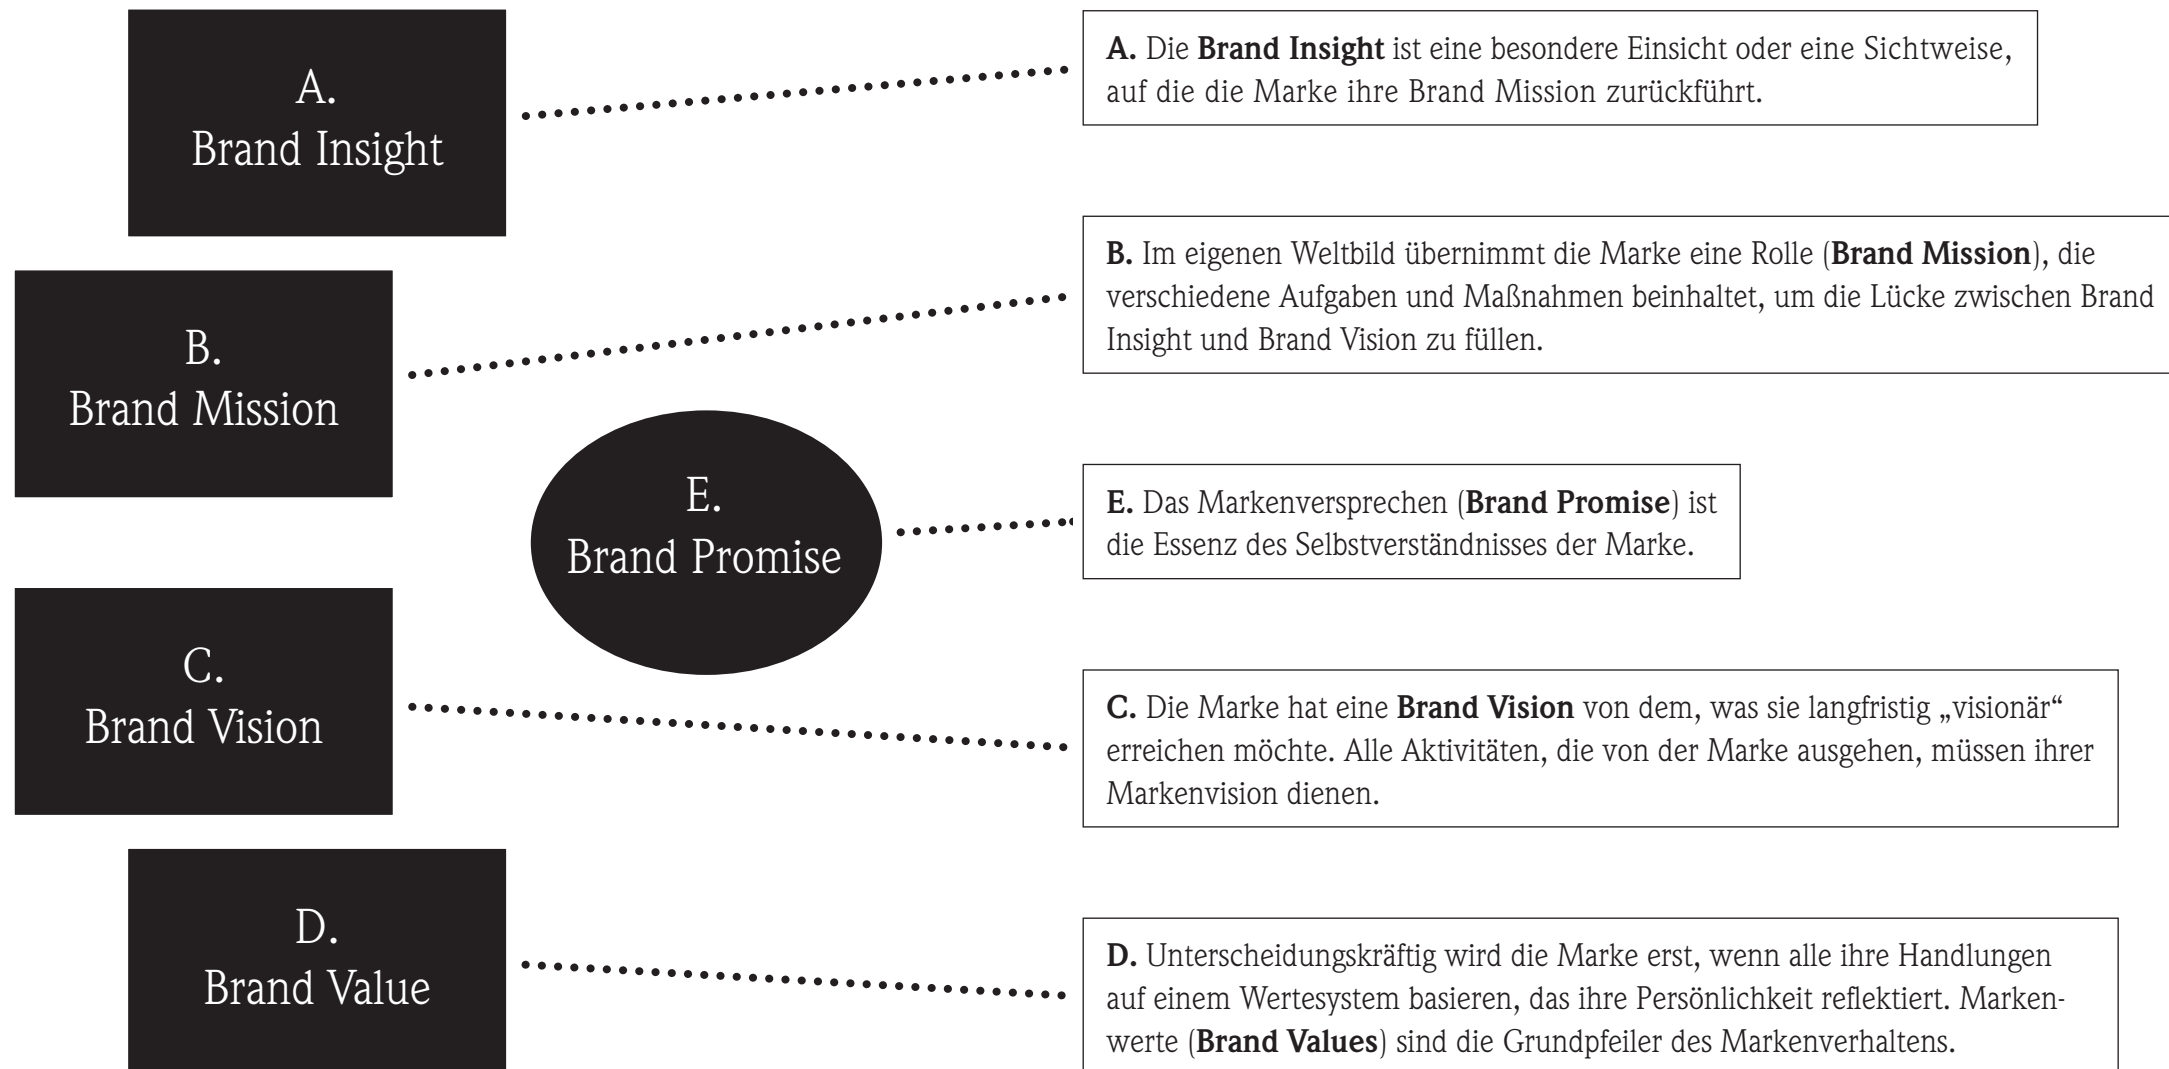 A.
Brand Insight
A. Die Brand Insight ist eine besondere Einsicht oder eine Sichtweise,
auf die die Marke ihre Brand Mission zurückführt.
B.
Brand Mission
B. Im eigenen Weltbild übernimmt die Marke eine Rolle (Brand Mission), die
verschiedene Aufgaben und Maßnahmen beinhaltet, um die Lücke zwischen Brand
Insight und Brand Vision zu füllen.
E.
Brand Promise
E. Das Markenversprechen (Brand Promise) ist
die Essenz des Selbstverständnisses der Marke.
C.
Brand Vision
C. Die Marke hat eine Brand Vision von dem, was sie langfristig „visionär“
erreichen möchte. Alle Aktivitäten, die von der Marke ausgehen, müssen ihrer
Markenvision dienen.
D.
Brand Value
D. Unterscheidungskräftig wird die Marke erst, wenn alle ihre Handlungen
auf einem Wertesystem basieren, das ihre Persönlichkeit reflektiert. Marken-
werte (Brand Values) sind die Grundpfeiler des Markenverhaltens.